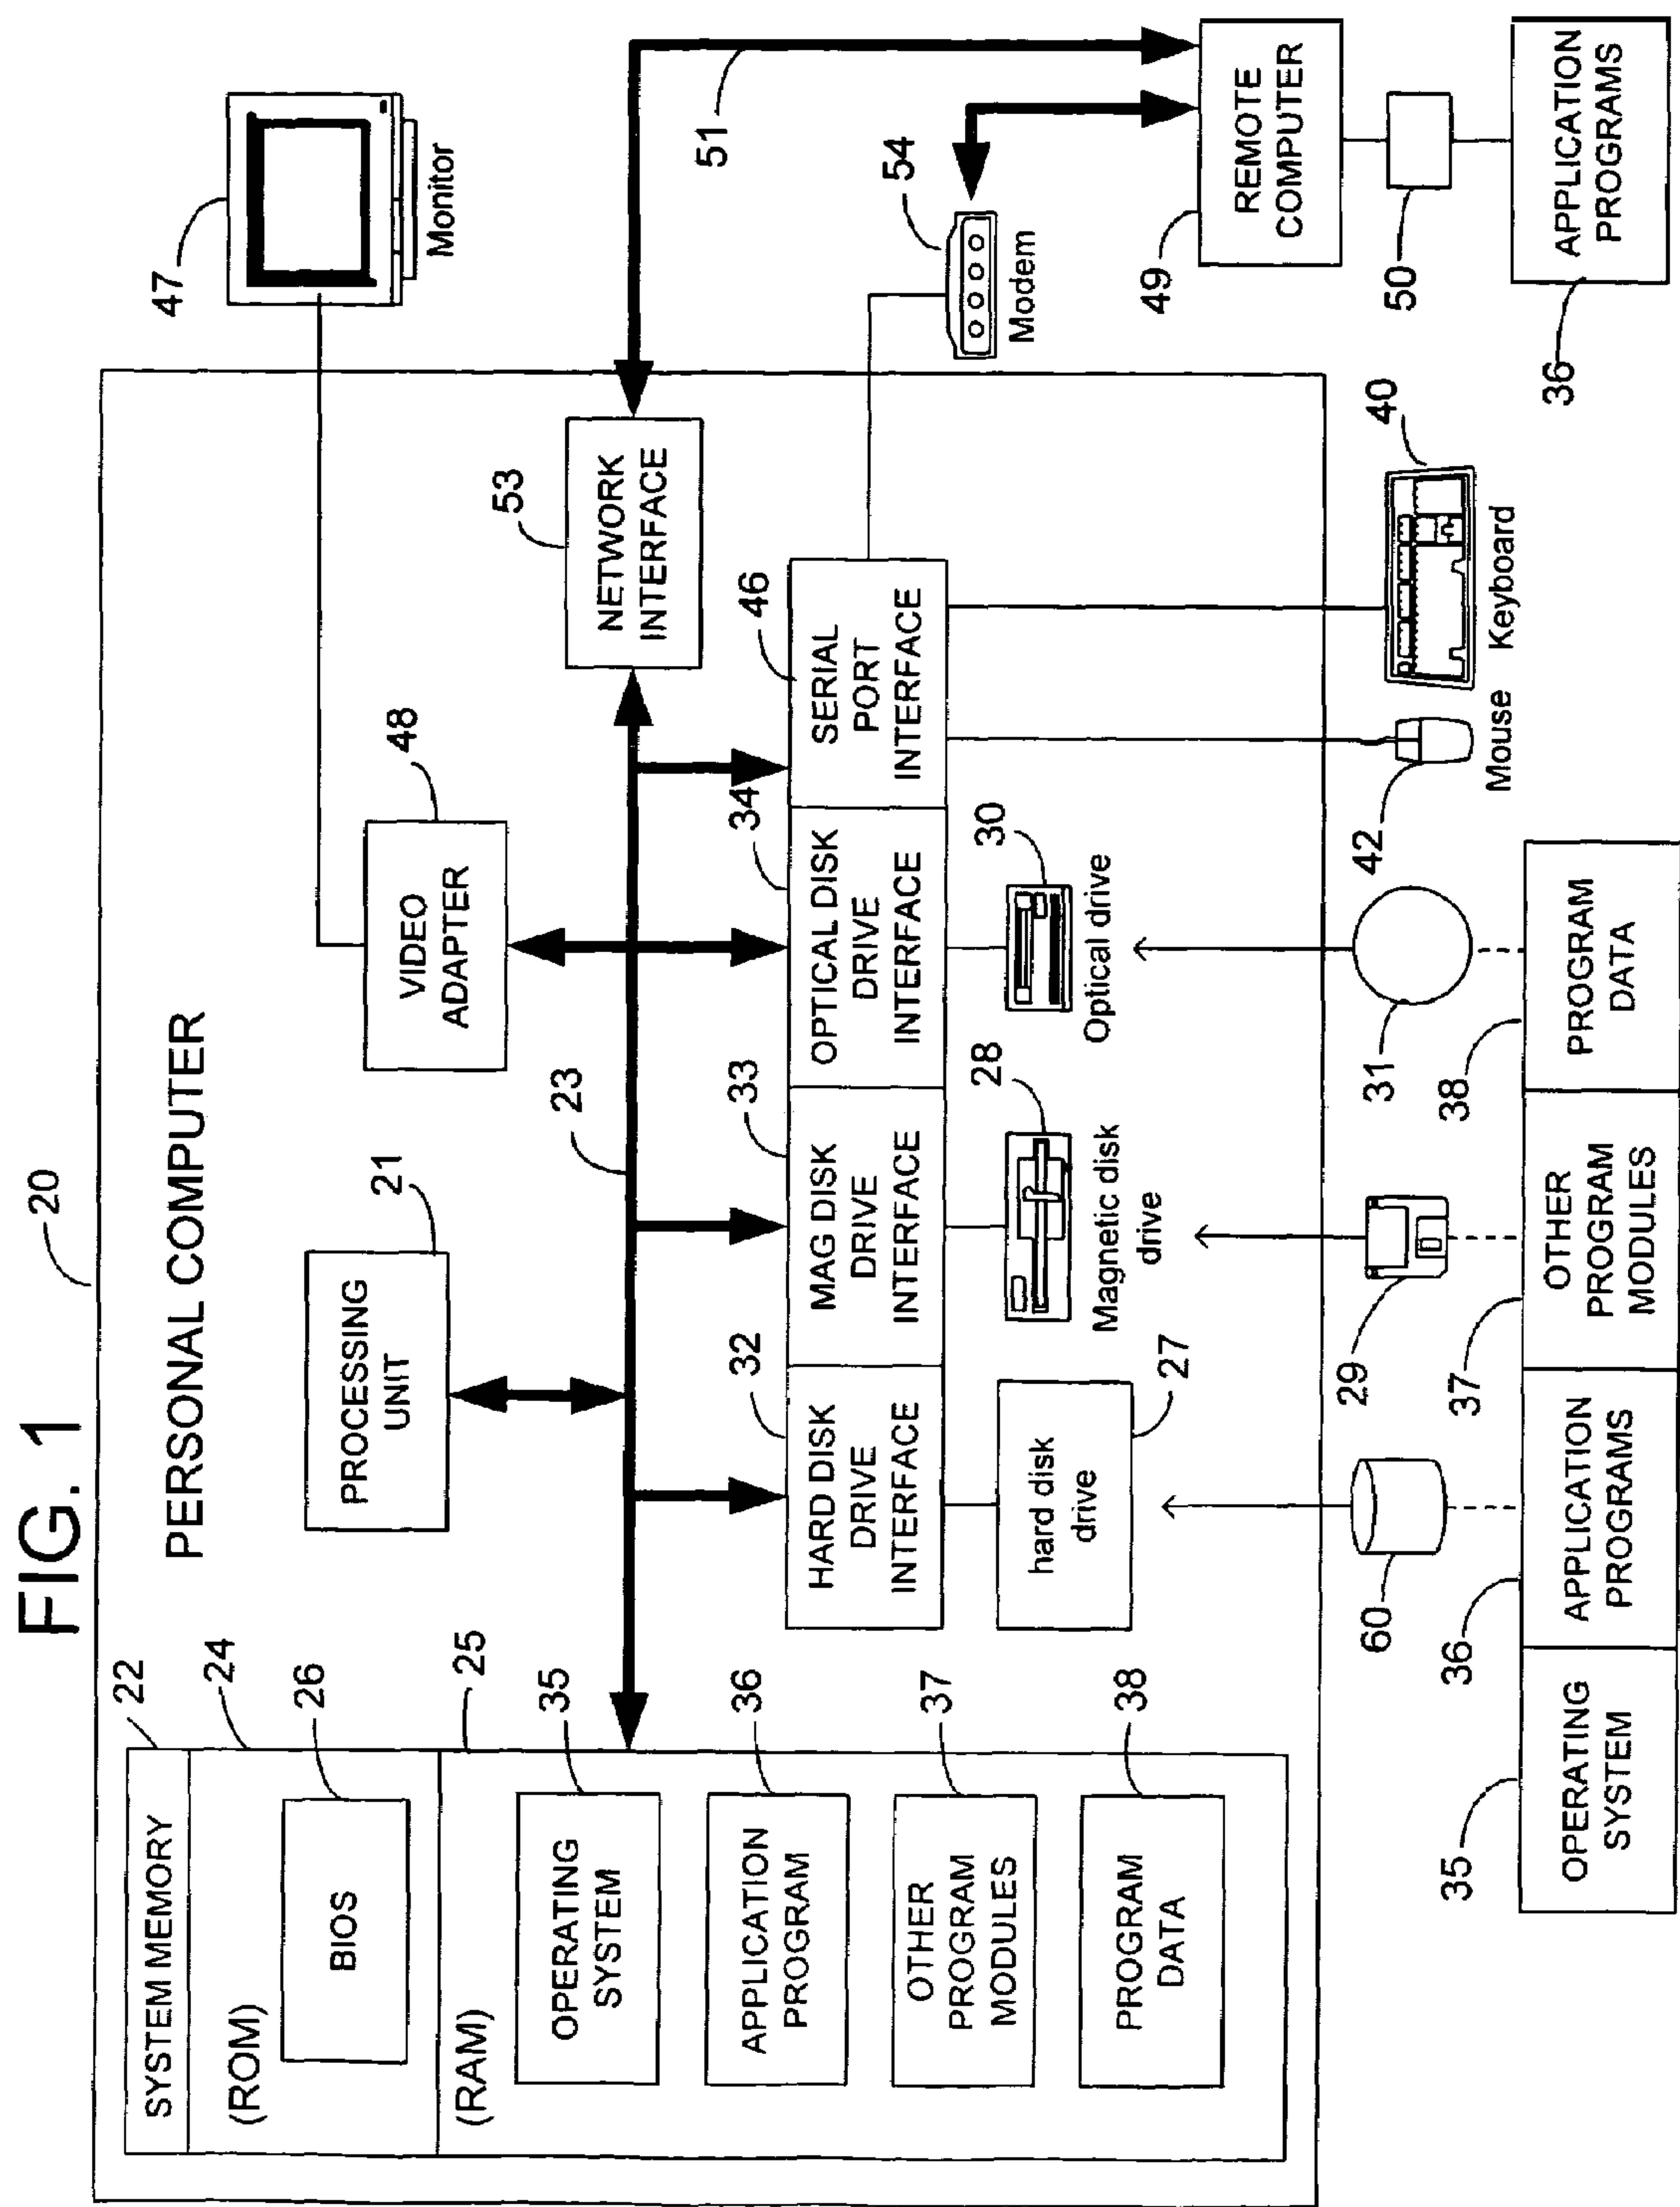 FIG. 1
20
PERSONAL COMPUTER
22
SYSTEM MEMORY
24
(ROM)
26
BIOS
25
(RAM)
35
OPERATING
SYSTEM
36
APPLICATION
PROGRAM
37
OTHER
PROGRAM
MODULES
38
PROGRAM
DATA
21
PROCESSING
UNIT
23
48
VIDEO
ADAPTER
47
Monitor
53
NETWORK
INTERFACE
51
32
HARD DISK
DRIVE
INTERFACE
33
MAG DISK
DRIVE
INTERFACE
34
OPTICAL DISK
DRIVE
INTERFACE
46
SERIAL
PORT
INTERFACE
54
Modem
27
hard disk
drive
28
Magnetic disk
drive
30
Optical drive
49
REMOTE
COMPUTER
60
29
31
42
Mouse
40
Keyboard
50
35
OPERATING
SYSTEM
36
APPLICATION
PROGRAMS
37
OTHER
PROGRAM
MODULES
38
PROGRAM
DATA
36
APPLICATION
PROGRAMS